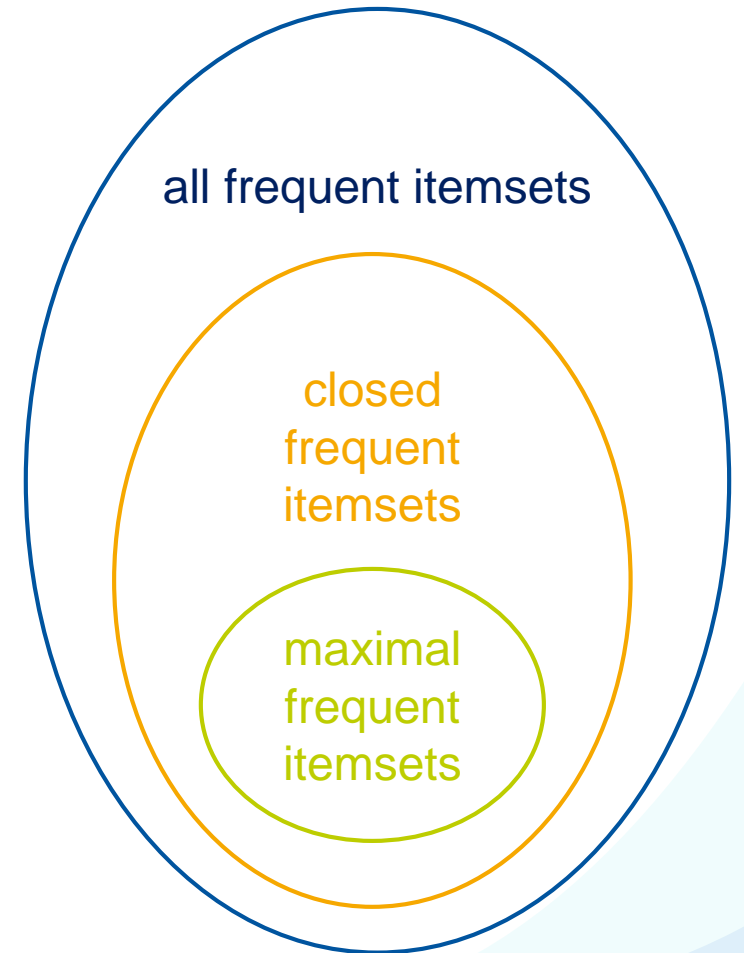 all frequent itemsets
closed
frequent
itemsets
maximal
frequent
itemsets